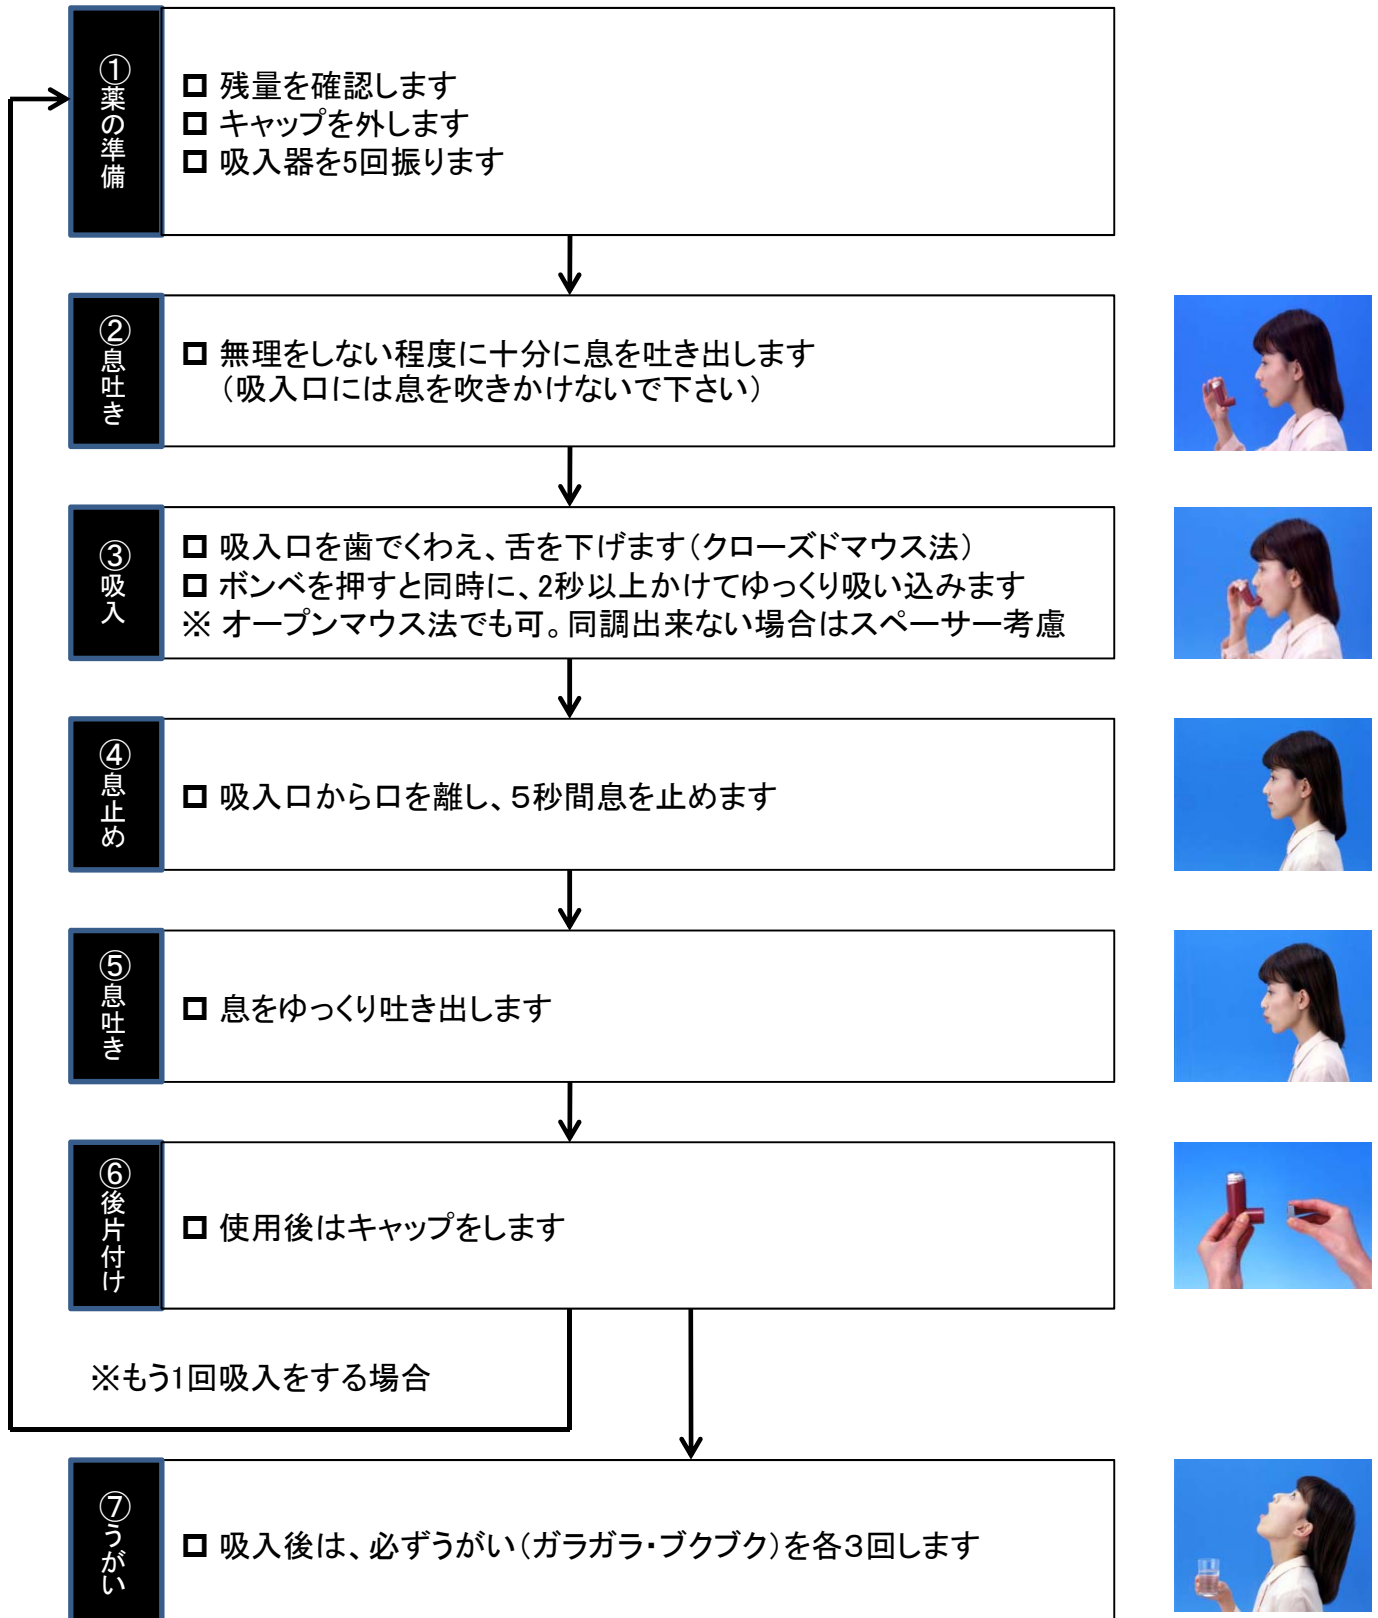 ①薬の準備
□ 残量を確認します
□ キャップを外します
□ 吸入器を5回振ります
②息吐き
□ 無理をしない程度に十分に息を吐き出します
（吸入口には息を吹きかけないで下さい）
③吸入
□ 吸入口を歯でくわえ、舌を下げます（クローズドマウス法）
□ ボンベを押すと同時に、2秒以上かけてゆっくり吸い込みます
※ オープンマウス法でも可。同調出来ない場合はスペーサー考慮
④息止め
□ 吸入口から口を離し、５秒間息を止めます
⑤息吐き
□ 息をゆっくり吐き出します
⑥後片付け
□ 使用後はキャップをします
※もう1回吸入をする場合
⑦うがい
□ 吸入後は、必ずうがい（ガラガラ・ブクブク）を各３回します